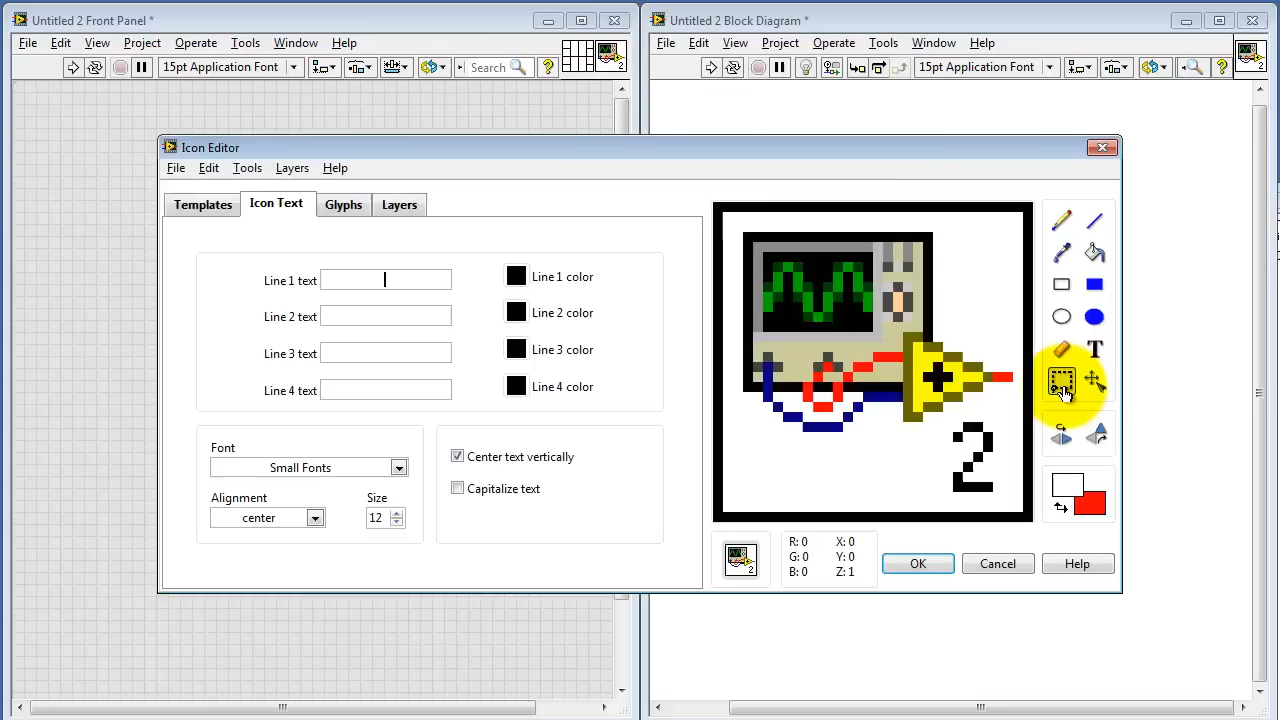 Untitled 2 Front Panel *
File Edit View Project Operate Tools Window Help
15pt Application Font
Search
?
2
Untitled 2 Block Diagram *
File Edit View Project Operate Tools Window Help
15pt Application Font
?
2
Icon Editor
File Edit Tools Layers Help
Templates Icon Text Glyphs Layers
Line 1 text
Line 1 color
Line 2 text
Line 2 color
Line 3 text
Line 3 color
Line 4 text
Line 4 color
Font
Small Fonts
Alignment Size
center 12
Center text vertically
Capitalize text
2
T
2
R: 0 X: 0
G: 0 Y: 0
B: 0 Z: 1
OK Cancel Help